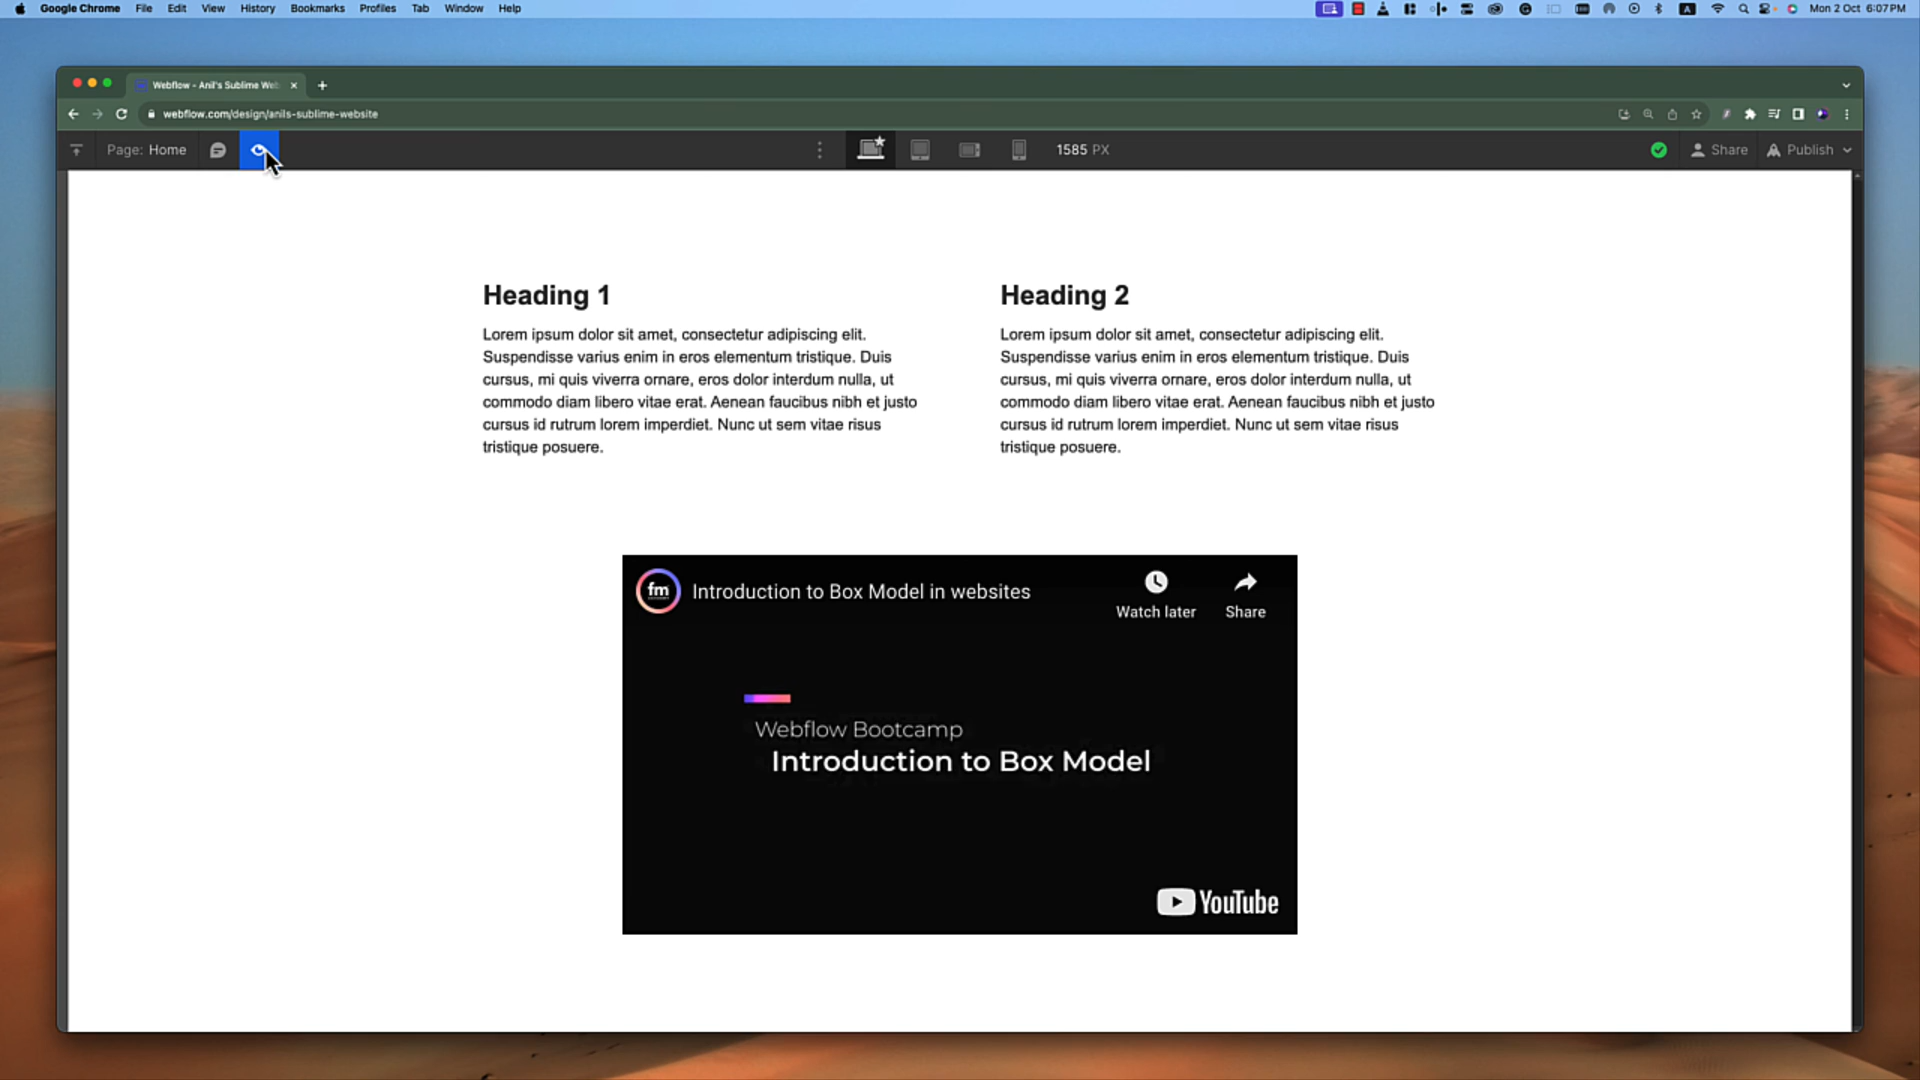 Google Chrome File Edit View History Bookmarks Profiles Tab Window Help
Mon 2 Oct 6:07 PM
Webflow - Anil's Sublime Web
webflow.com/design/anils-sublime-website
Page: Home
1585 PX
Share
Publish
Heading 1
Lorem ipsum dolor sit amet, consectetur adipiscing elit.
Suspendisse varius enim in eros elementum tristique. Duis
cursus, mi quis viverra ornare, eros dolor interdum nulla, ut
commodo diam libero vitae erat. Aenean faucibus nibh et justo
cursus id rutrum lorem imperdiet. Nunc ut sem vitae risus
tristique posuere.
Heading 2
Lorem ipsum dolor sit amet, consectetur adipiscing elit.
Suspendisse varius enim in eros elementum tristique. Duis
cursus, mi quis viverra ornare, eros dolor interdum nulla, ut
commodo diam libero vitae erat. Aenean faucibus nibh et justo
cursus id rutrum lorem imperdiet. Nunc ut sem vitae risus
tristique posuere.
fm
Introduction to Box Model in websites
Watch later
Share
Webflow Bootcamp
Introduction to Box Model
YouTube